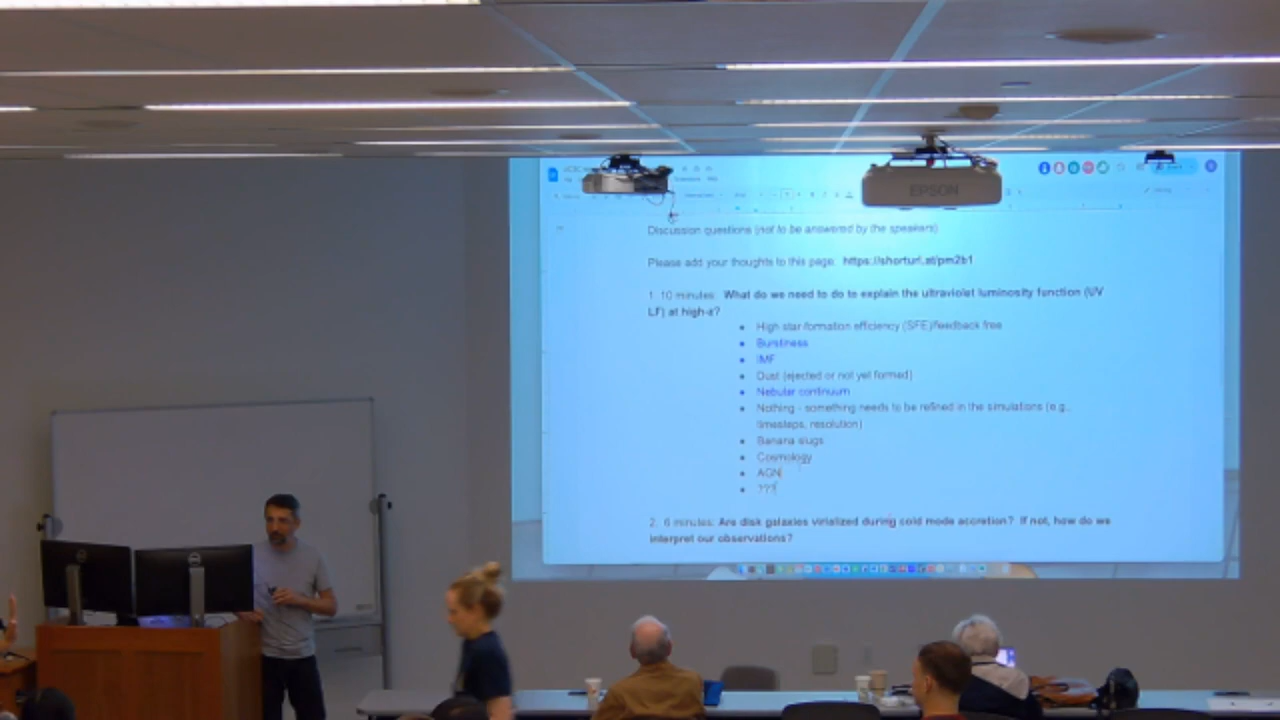 EPSON
Discussion questions (not to be answered by the speakers)
Please add your thoughts to this page: https://shorturl.at/pm2b1
1. 10 minutes: What do we need to do to explain the ultraviolet luminosity function (UV
LF) at high-z?
High star formation efficiency (SFE)/feedback free
Burstiness
IMF
Dust (ejected or not yet formed)
Nebular continuum
Nothing - something needs to be refined in the simulations (e.g.,
timesteps, resolution)
Banana slugs
Cosmology
AGN
???
2. 6 minutes: Are disk galaxies virialized during cold mode accretion? If not, how do we
interpret our observations?